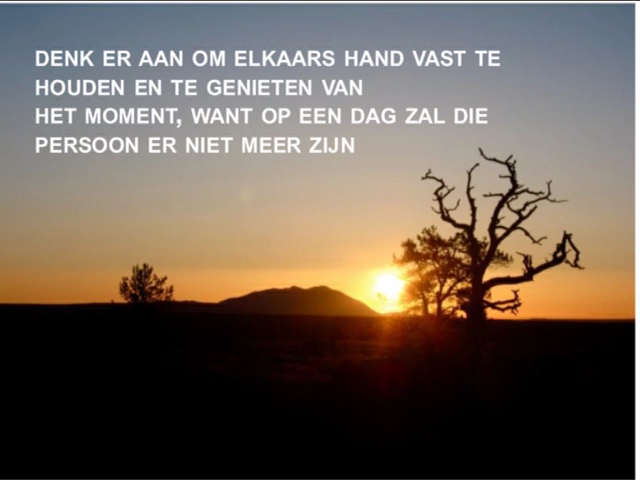 DENK ER AAN OM ELKAARS HAND VAST TE
HOUDEN EN TE GENIETEN VAN
HET MOMENT, WANT OP EEN DAG ZAL DIE
PERSOON ER NIET MEER ZIJN